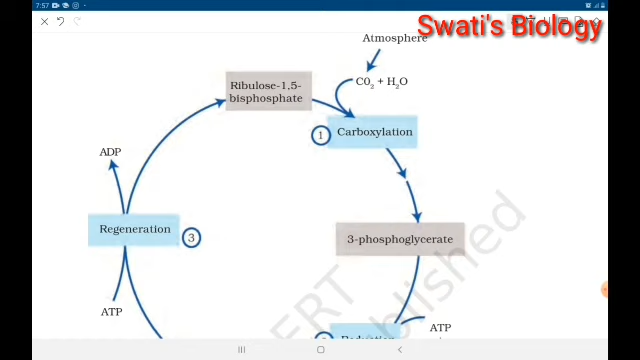 7:57
Swati's Biology
Atmosphere
CO2 + H2O
Ribulose-1,5-
bisphosphate
1
Carboxylation
ADP
Regeneration
3
3-phosphoglycerate
ATP
ATP